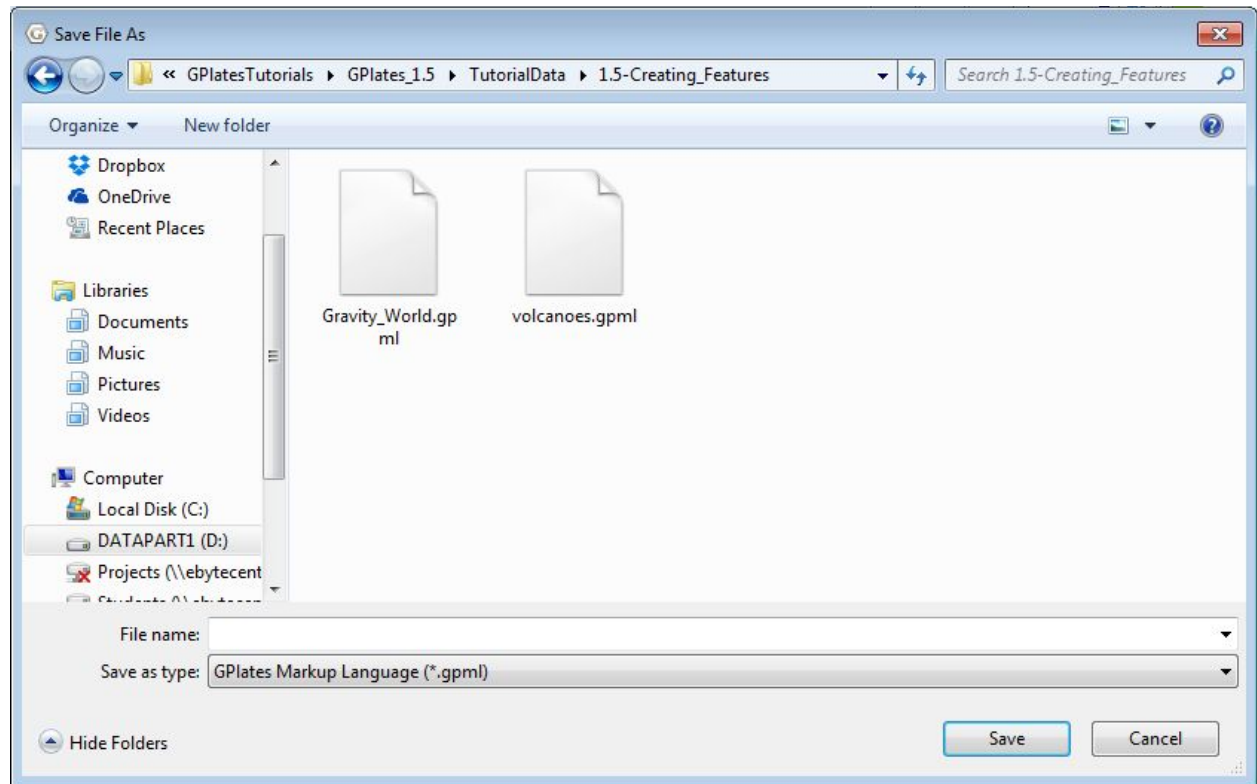 Save File As
« GPlatesTutorials ▸ GPlates_1.5 ▸ TutorialData ▸ 1.5-Creating_Features
Search 1.5-Creating_Features
Organize
New folder
Dropbox
OneDrive
Recent Places
Libraries
Documents
Music
Pictures
Videos
Computer
Local Disk (C:)
DATAPART1 (D:)
Projects (\\ebytecent
Gravity_World.gp
ml
volcanoes.gpml
File name:
Save as type: GPlates Markup Language (*.gpml)
Hide Folders
Save
Cancel